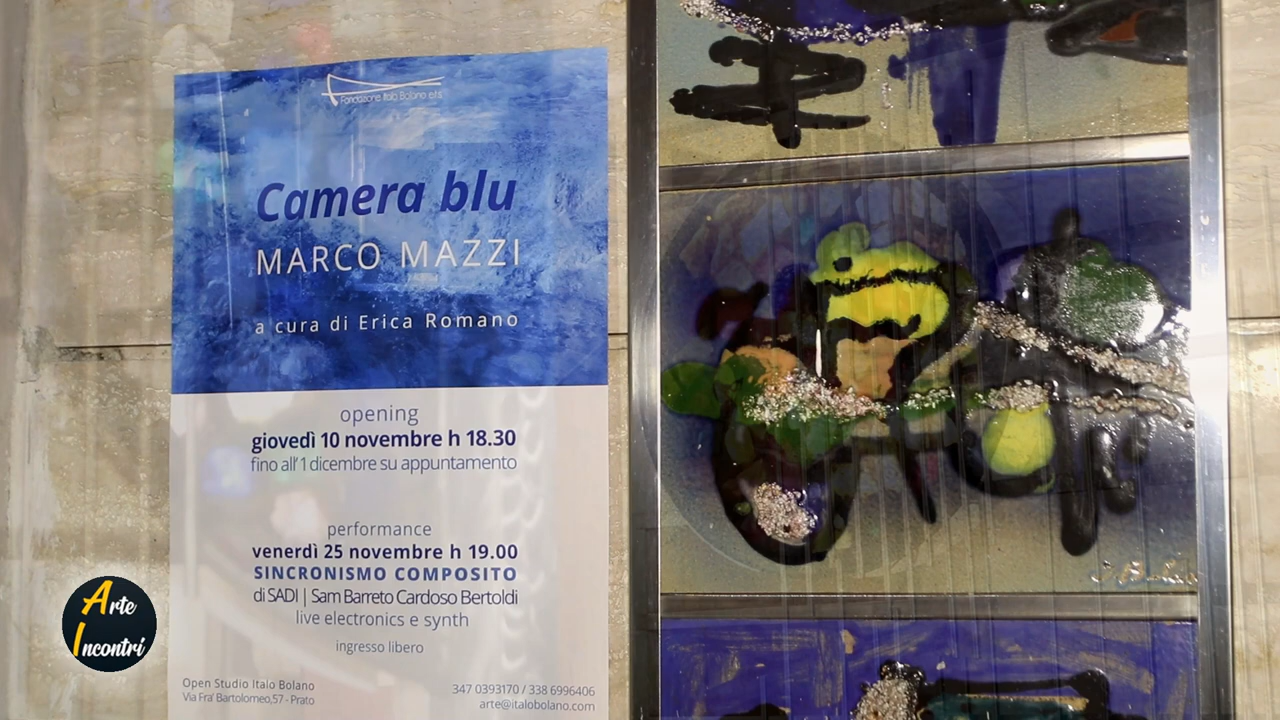 Fondazione Italo Bolano ets
Camera blu
MARCO MAZZI
a cura di Erica Romano
opening
giovedì 10 novembre h 18.30
fino all'1 dicembre su appuntamento
performance
venerdì 25 novembre h 19.00
SINCRONISMO COMPOSITO
di SADI | Sam Barreto Cardoso Bertoldi
live electronics e synth
ingresso libero
Open Studio Italo Bolano
Via Fra' Bartolomeo,57 - Prato
347 0393170 / 338 6996406
arte@italobolano.com
Arte
Incontri